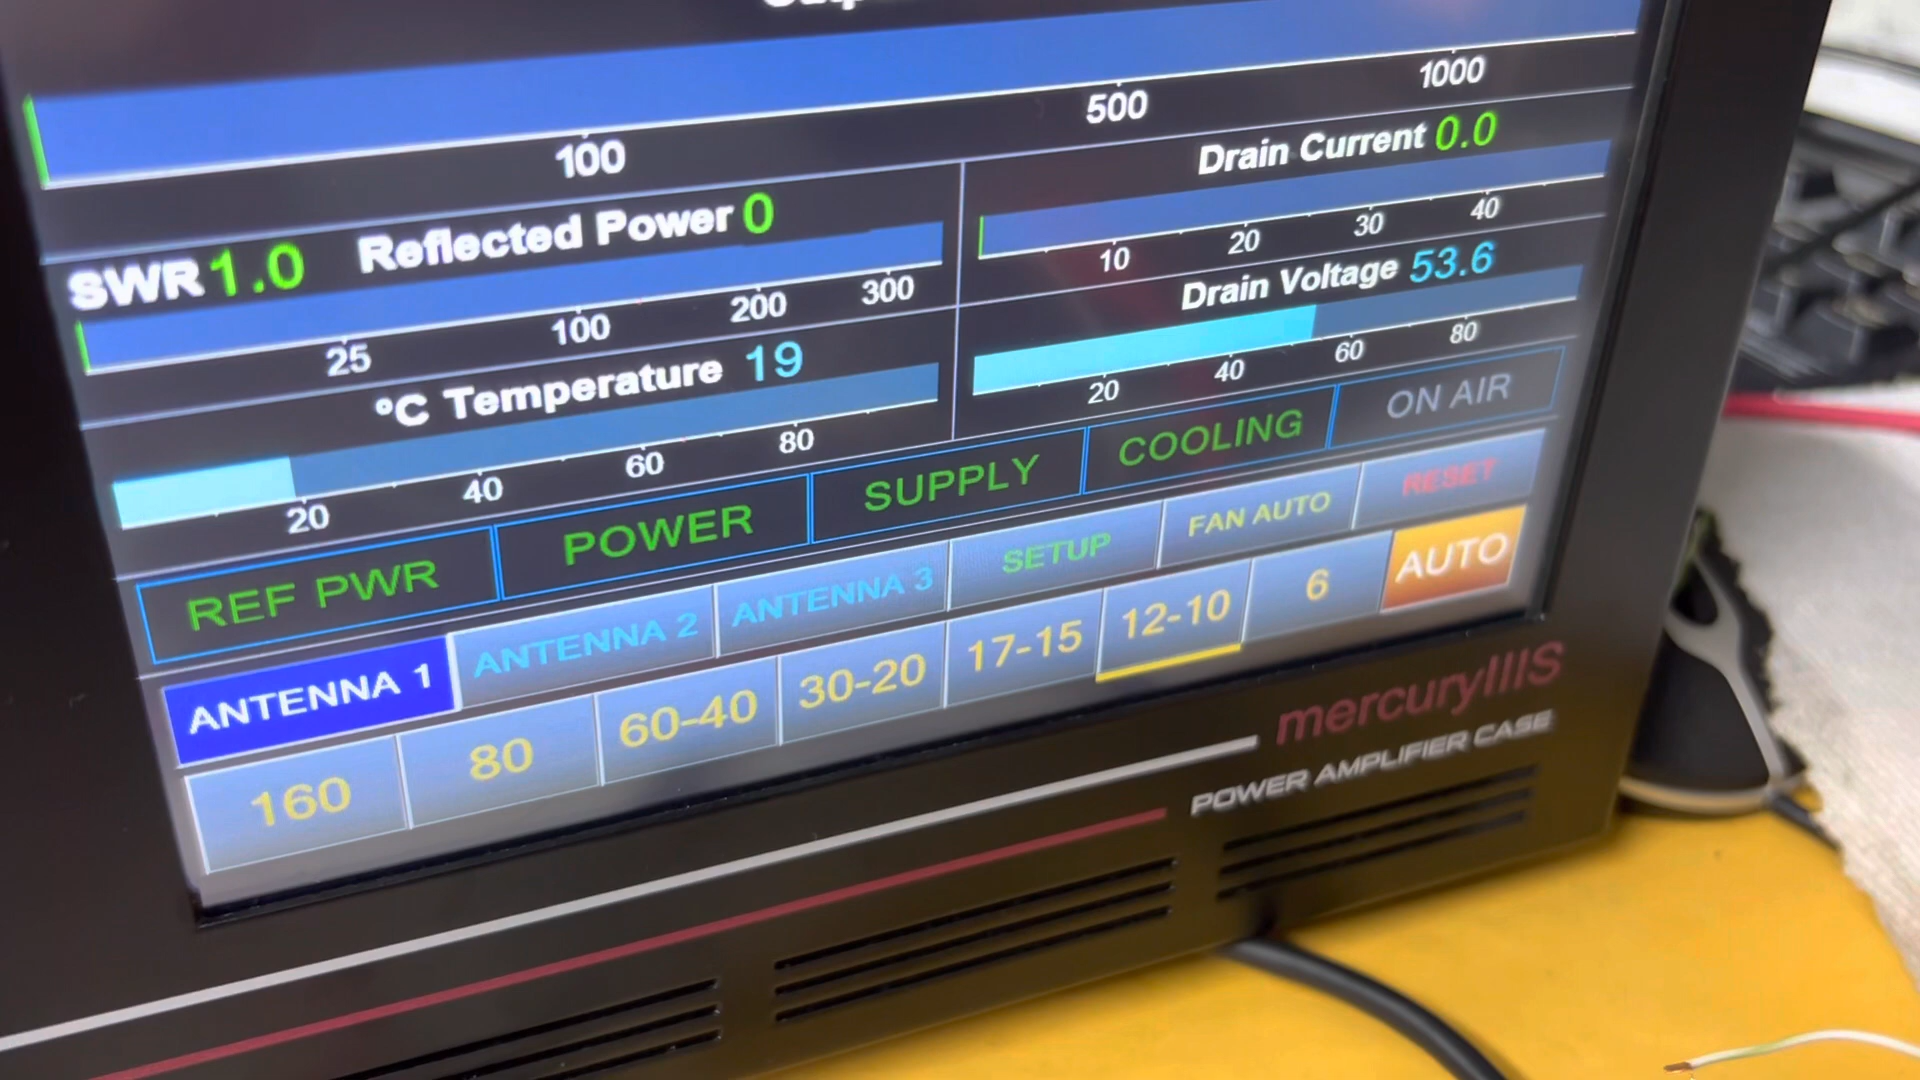 100 500 1000
SWR 1.0 Reflected Power 0
25 100 200 300
Drain Current 0.0
10 20 30 40
°C Temperature 19
20 40 60 80
Drain Voltage 53.6
20 40 60 80
REF PWR POWER SUPPLY COOLING ON AIR
ANTENNA 1 ANTENNA 2 ANTENNA 3 SETUP FAN AUTO RESET
160 80 60-40 30-20 17-15 12-10 6 AUTO
mercuryIIIS
POWER AMPLIFIER CASE